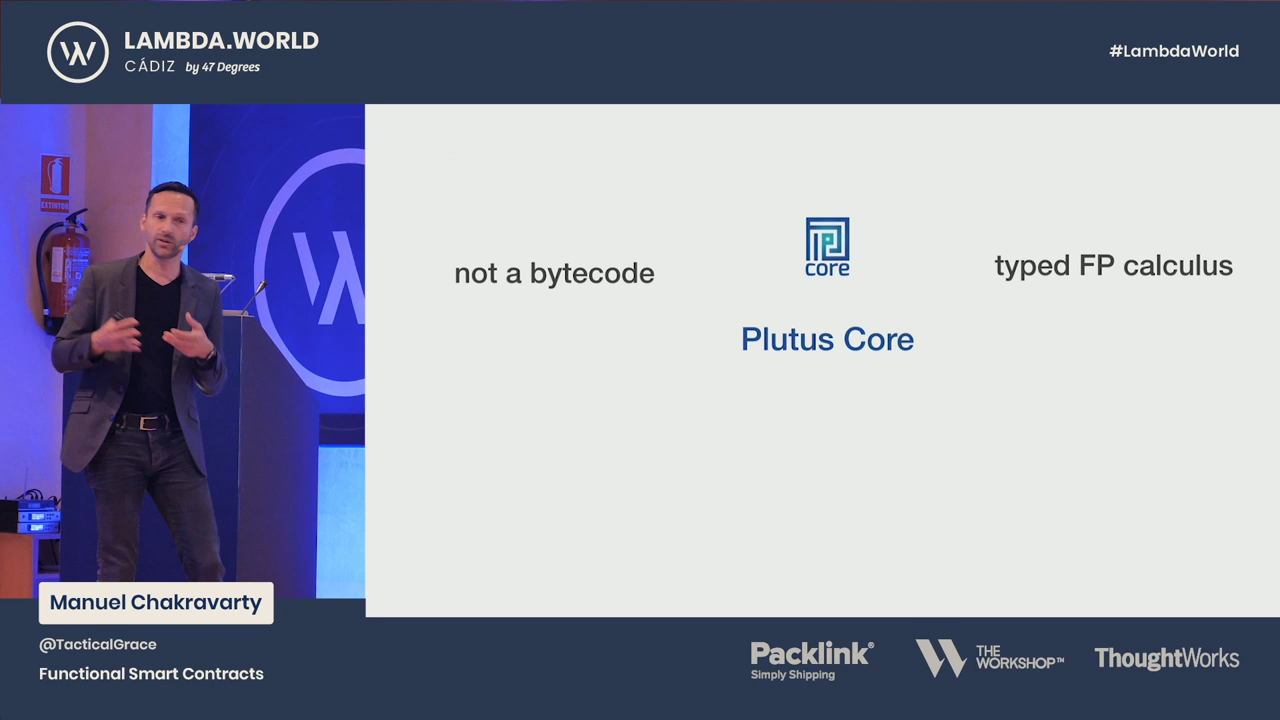 LAMBDA.WORLD
CÁDIZ by 47 Degrees
#LambdaWorld
EXTINTOR
not a bytecode
core
typed FP calculus
Plutus Core
Manuel Chakravarty
@TacticalGrace
Functional Smart Contracts
Packlink®
Simply Shipping
THE
WORKSHOP™
ThoughtWorks